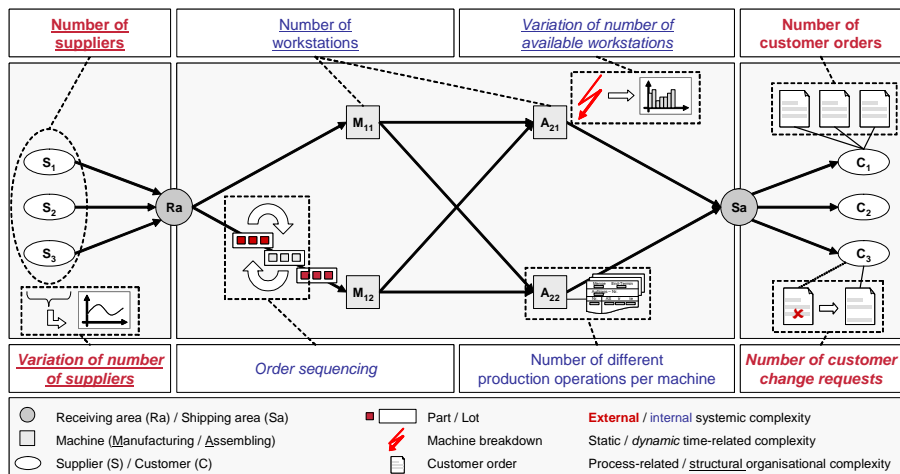 Number of
suppliers
Number of
workstations
Variation of number of
available workstations
Number of
customer orders
M11
A21
S1
S2
S3
Ra
Sa
C1
C2
C3
M12
A22
Variation of number
of suppliers
Order sequencing
Number of different
production operations per machine
Number of customer
change requests
Receiving area (Ra) / Shipping area (Sa)
Part / Lot
External / internal systemic complexity
Machine (Manufacturing / Assembling)
Machine breakdown
Static / dynamic time-related complexity
Supplier (S) / Customer (C)
Customer order
Process-related / structural organisational complexity